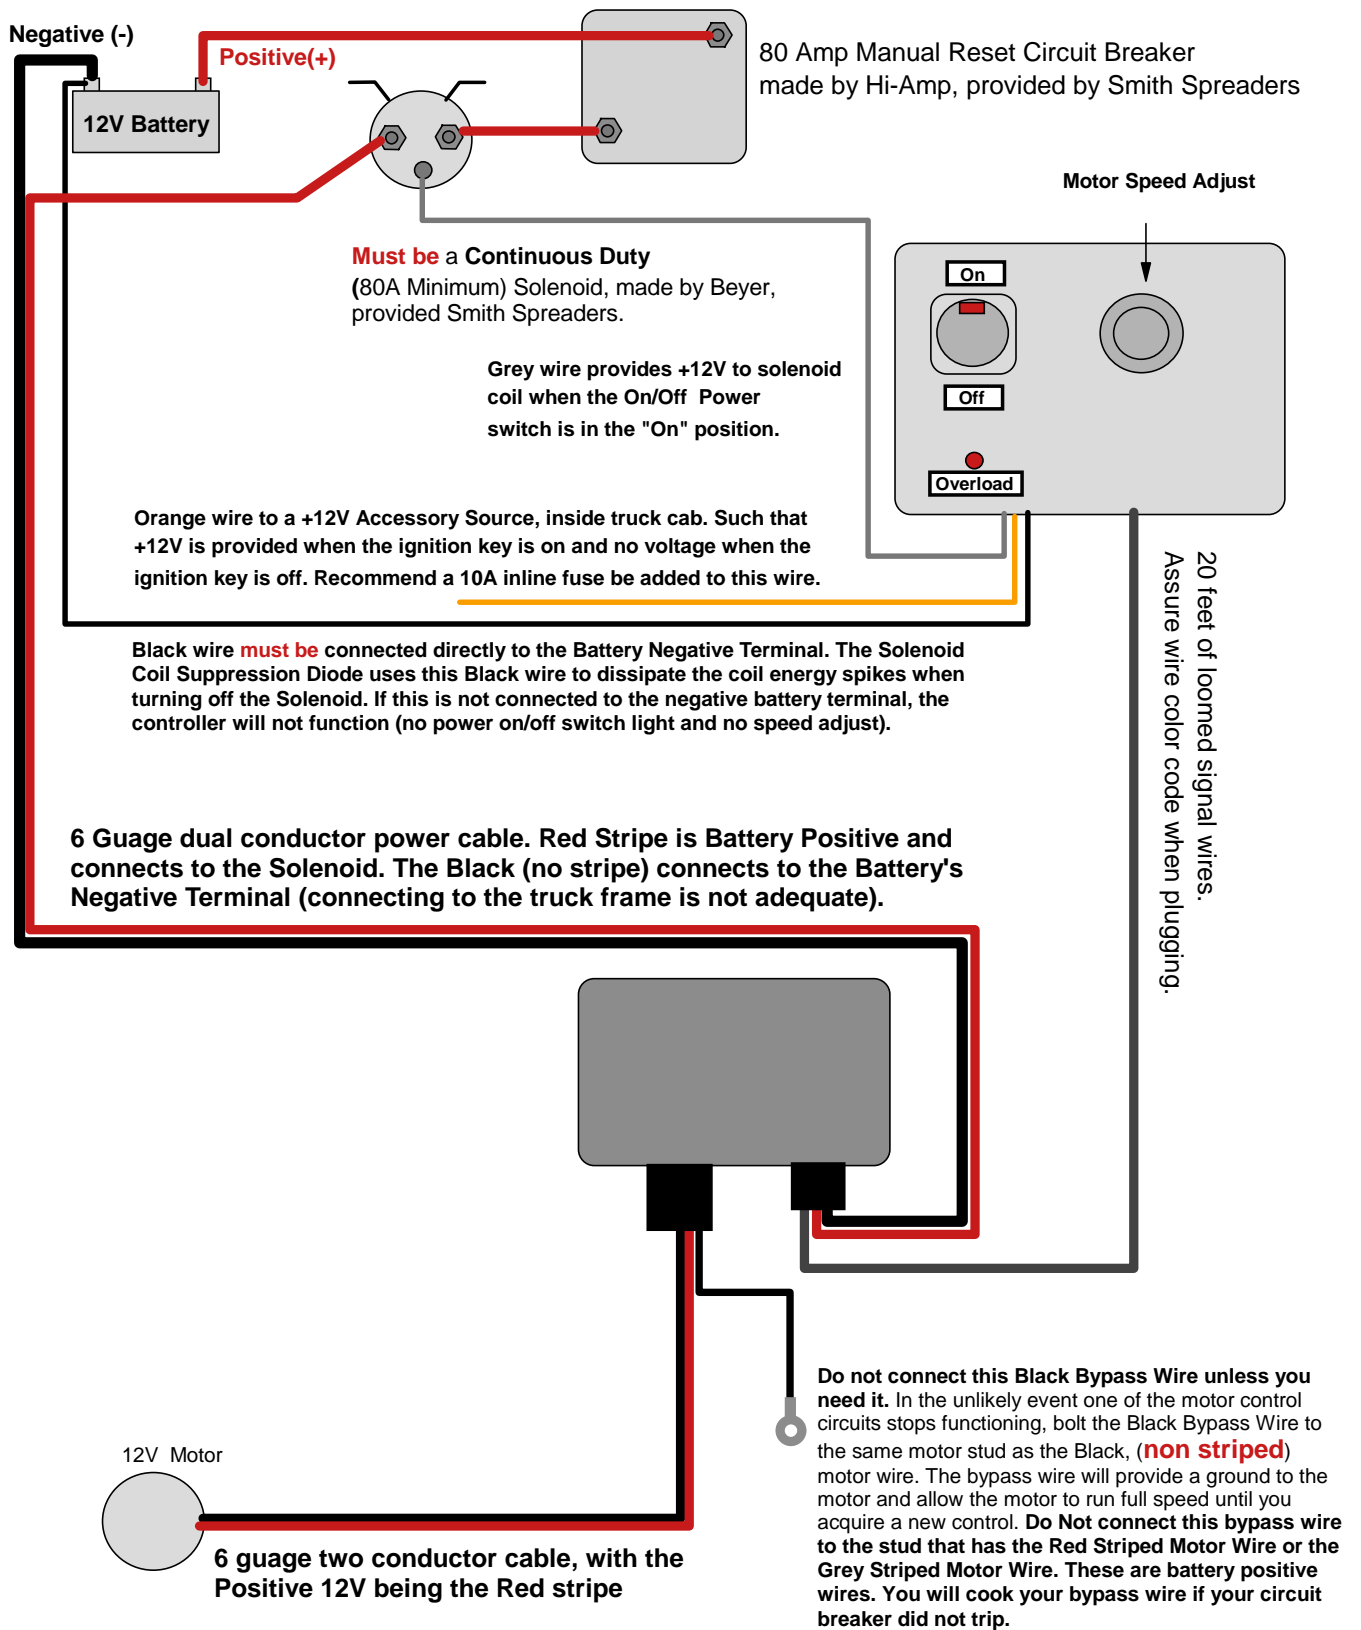 Negative (-)
Positive(+)
12V Battery
80 Amp Manual Reset Circuit Breaker
made by Hi-Amp, provided by Smith Spreaders
Motor Speed Adjust
On
Off
Overload
Must be a Continuous Duty
(80A Minimum) Solenoid, made by Beyer,
provided Smith Spreaders.
Grey wire provides +12V to solenoid
coil when the On/Off Power
switch is in the "On" position.
Orange wire to a +12V Accessory Source, inside truck cab. Such that
+12V is provided when the ignition key is on and no voltage when the
ignition key is off. Recommend a 10A inline fuse be added to this wire.
Black wire must be connected directly to the Battery Negative Terminal. The Solenoid
Coil Suppression Diode uses this Black wire to dissipate the coil energy spikes when
turning off the Solenoid. If this is not connected to the negative battery terminal, the
controller will not function (no power on/off switch light and no speed adjust).
20 feet of loomed signal wires.
Assure wire color code when plugging.
6 Guage dual conductor power cable. Red Stripe is Battery Positive and
connects to the Solenoid. The Black (no stripe) connects to the Battery's
Negative Terminal (connecting to the truck frame is not adequate).
Do not connect this Black Bypass Wire unless you
need it. In the unlikely event one of the motor control
circuits stops functioning, bolt the Black Bypass Wire to
the same motor stud as the Black, (non striped)
motor wire. The bypass wire will provide a ground to the
motor and allow the motor to run full speed until you
acquire a new control. Do Not connect this bypass wire
to the stud that has the Red Striped Motor Wire or the
Grey Striped Motor Wire. These are battery positive
wires. You will cook your bypass wire if your circuit
breaker did not trip.
12V Motor
6 guage two conductor cable, with the
Positive 12V being the Red stripe